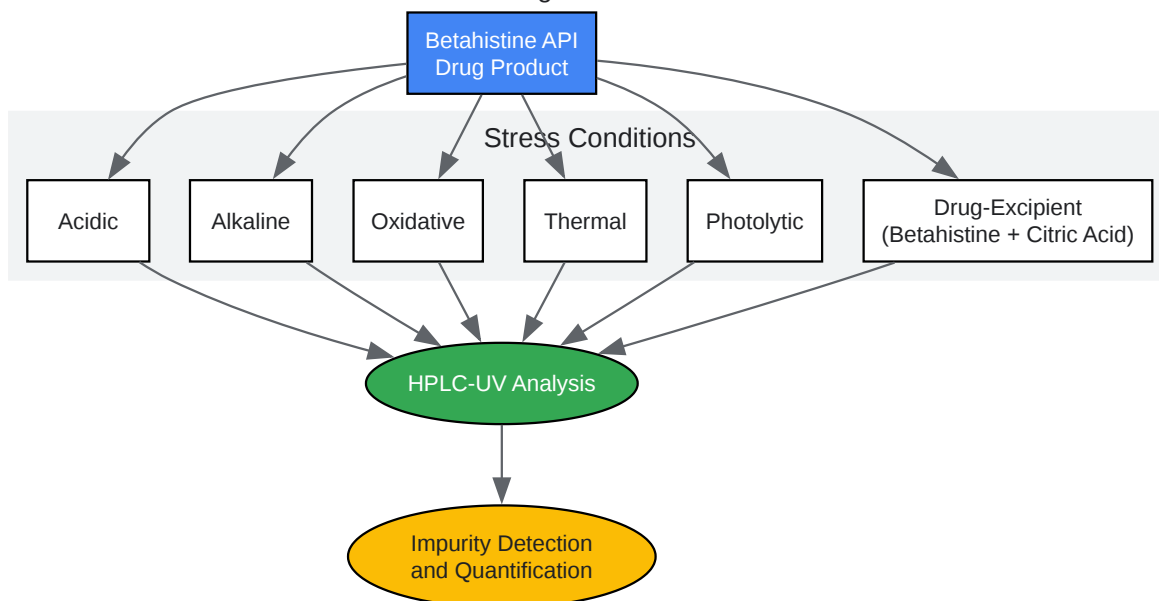 Betahistine API
Drug Product
Stress Conditions
Acidic
Alkaline
Oxidative
Thermal
Photolytic
Drug-Excipient
(Betahistine + Citric Acid)
HPLC-UV Analysis
Impurity Detection
and Quantification